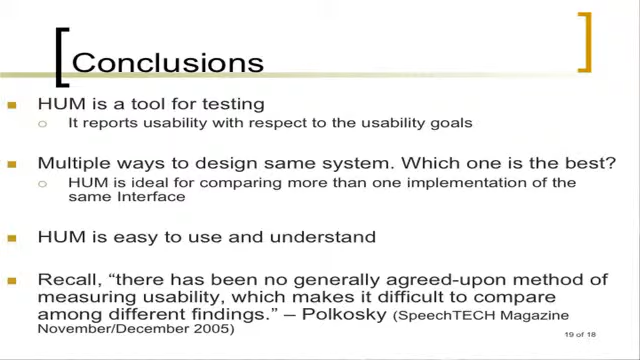 Conclusions
HUM is a tool for testing
It reports usability with respect to the usability goals
Multiple ways to design same system. Which one is the best?
HUM is ideal for comparing more than one implementation of the
same Interface
HUM is easy to use and understand
Recall, “there has been no generally agreed-upon method of
measuring usability, which makes it difficult to compare
among different findings.” – Polkosky (SpeechTECH Magazine
November/December 2005)
19 of 18